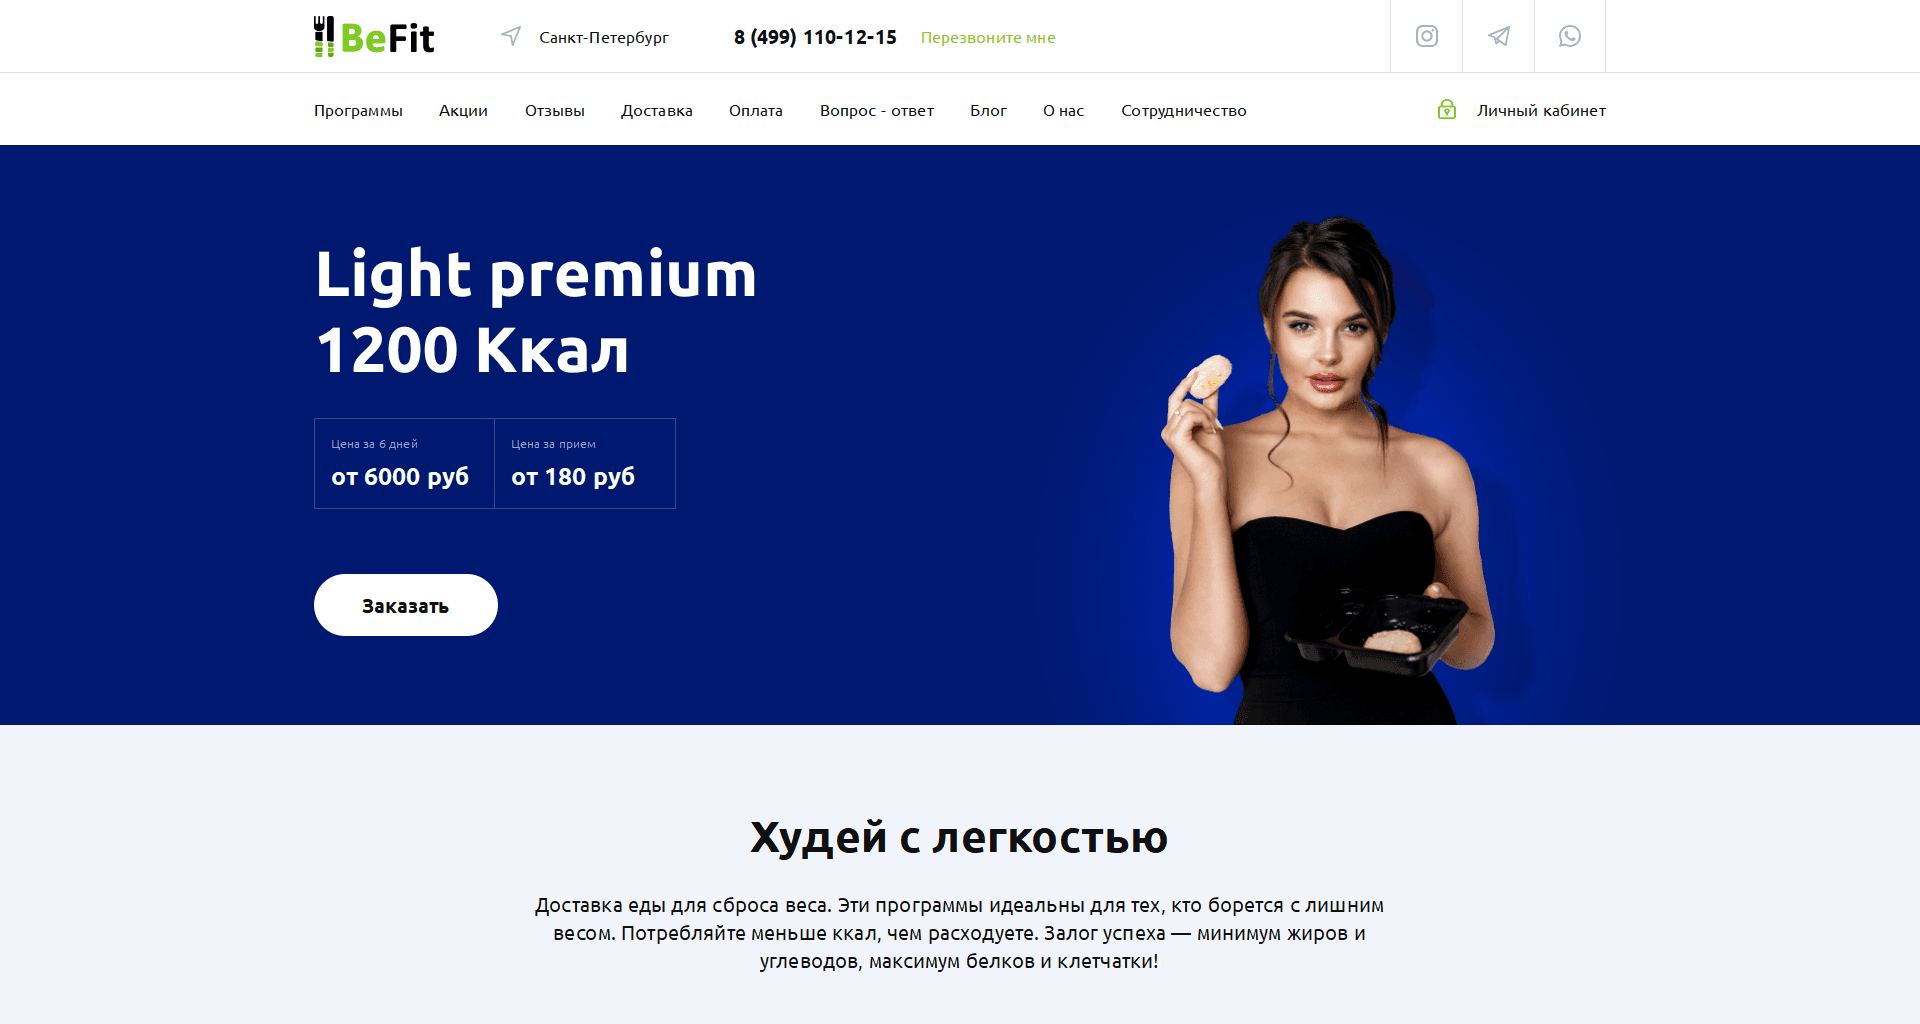 BeFit
Санкт-Петербург
8 (499) 110-12-15
Перезвоните мне
Программы
Акции
Отзывы
Доставка
Оплата
Вопрос - ответ
Блог
О нас
Сотрудничество
Личный кабинет
Light premium
1200 Ккал
Цена за 6 дней
от 6000 руб
Цена за прием
от 180 руб
Заказать
Худей с легкостью
Доставка еды для сброса веса. Эти программы идеальны для тех, кто борется с лишним
весом. Потребляйте меньше ккал, чем расходуете. Залог успеха — минимум жиров и
углеводов, максимум белков и клетчатки!